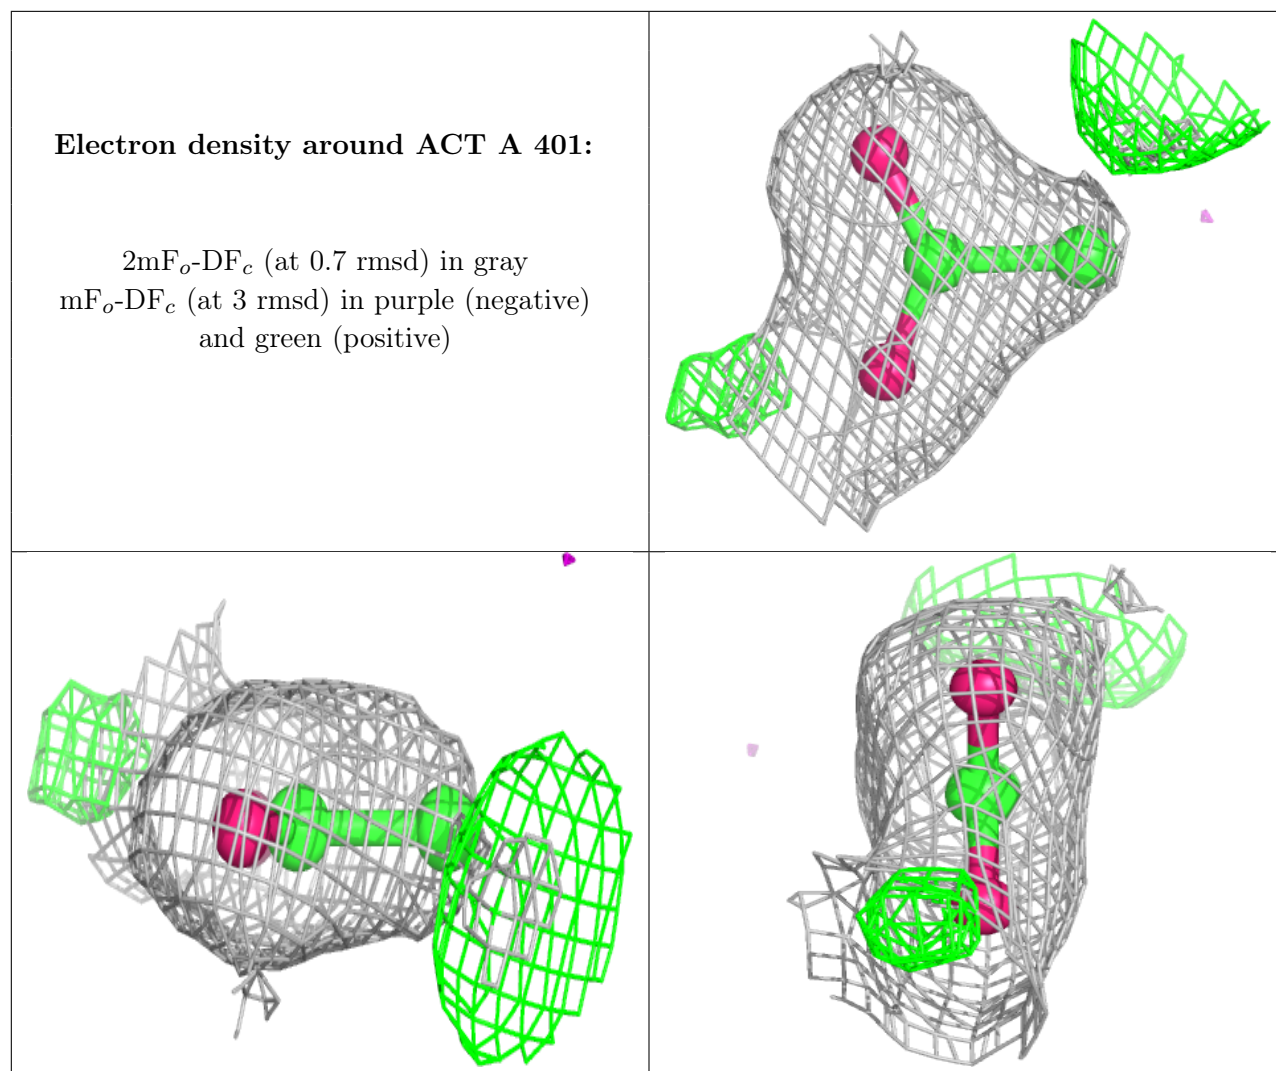 Electron density around ACT A 401:
2mFo-DFc (at 0.7 rmsd) in gray
mFo-DFc (at 3 rmsd) in purple (negative)
and green (positive)